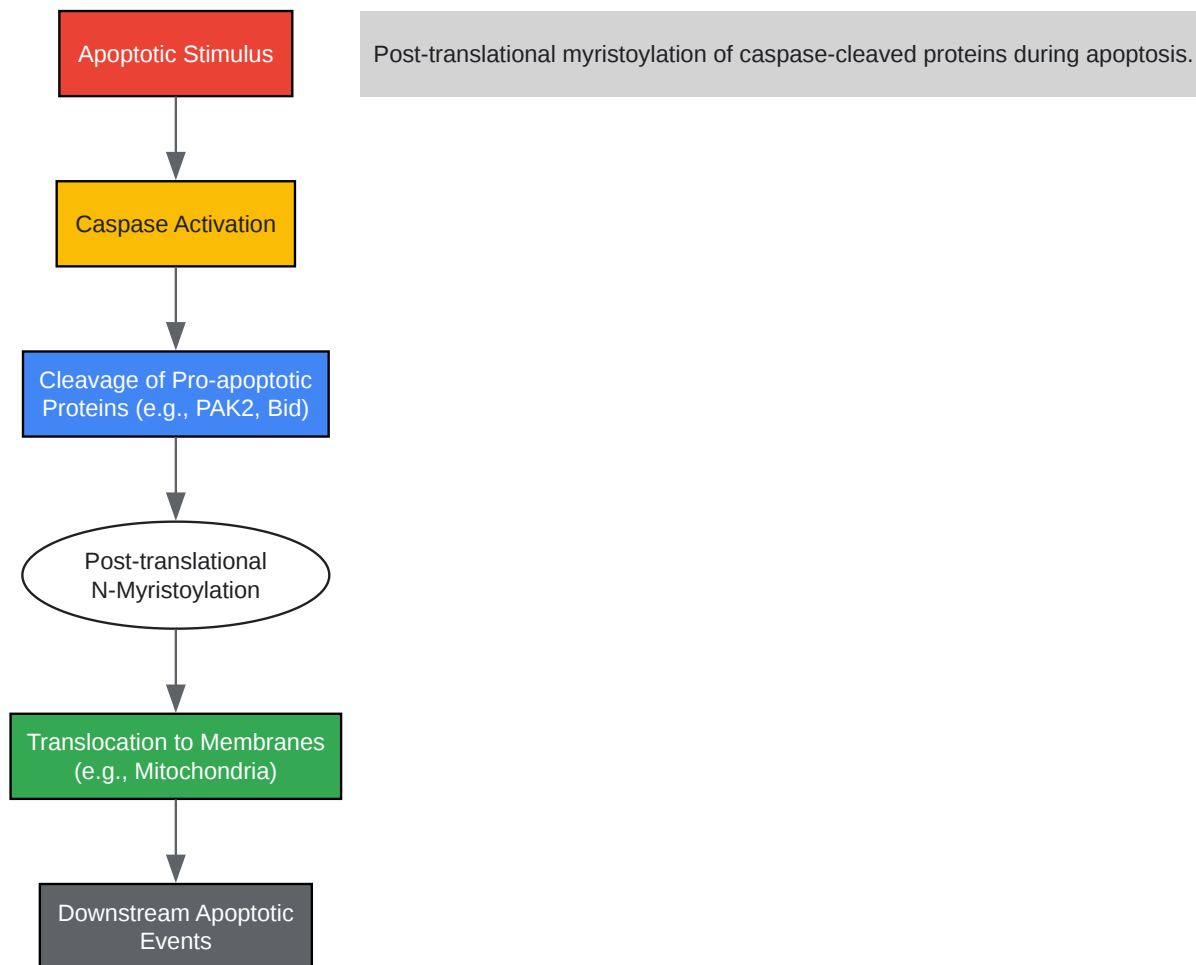 Apoptotic Stimulus
Post-translational myristoylation of caspase-cleaved proteins during apoptosis.
Caspase Activation
Cleavage of Pro-apoptotic
Proteins (e.g., PAK2, Bid)
Post-translational
N-Myristoylation
Translocation to Membranes
(e.g., Mitochondria)
Downstream Apoptotic
Events